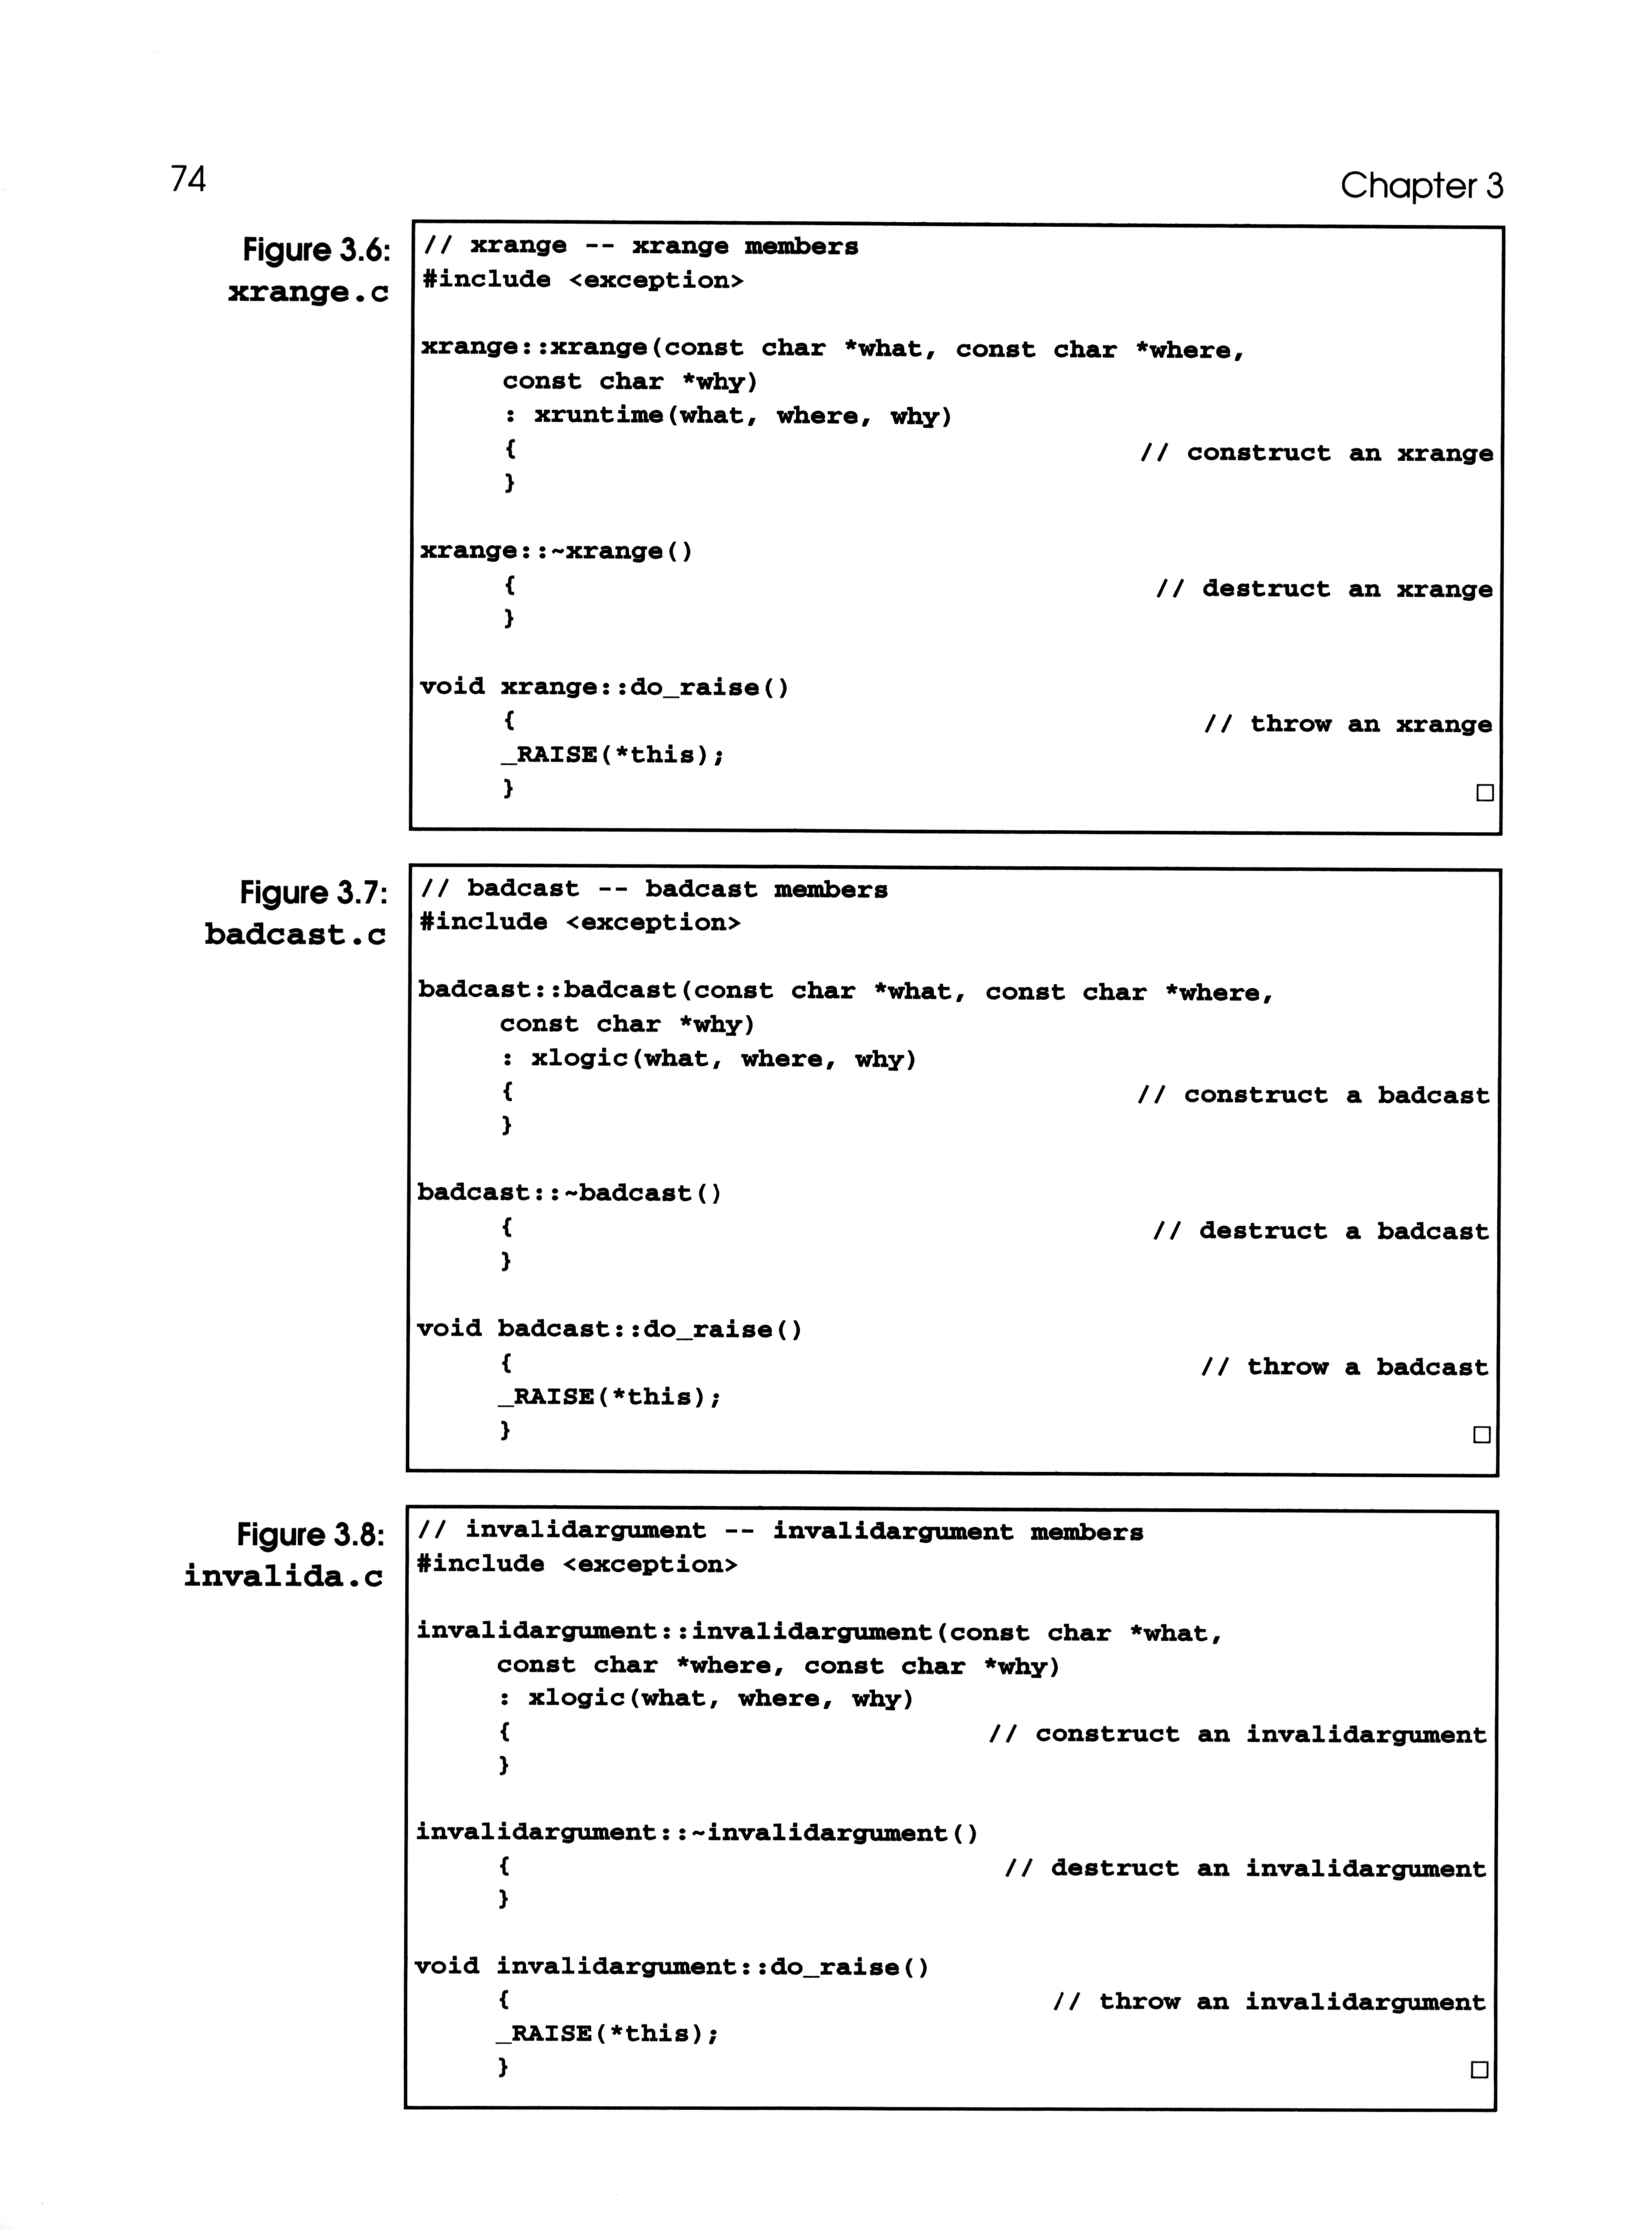 74
Chapter 3
Figure 3.6:
xrange.c
// xrange -- xrange members
#include <exception>
xrange::xrange(const char *what, const char *where,
const char *why)
: xruntime(what, where, why)
{ // construct an xrange
}
xrange::~xrange()
{ // destruct an xrange
}
void xrange::do_raise()
{ // throw an xrange
_RAISE(*this);
} □
Figure 3.7:
badcast.c
// badcast -- badcast members
#include <exception>
badcast::badcast(const char *what, const char *where,
const char *why)
: xlogic(what, where, why)
{ // construct a badcast
}
badcast::~badcast()
{ // destruct a badcast
}
void badcast::do_raise()
{ // throw a badcast
_RAISE(*this);
} □
Figure 3.8:
invalida.c
// invalidargument -- invalidargument members
#include <exception>
invalidargument::invalidargument(const char *what,
const char *where, const char *why)
: xlogic(what, where, why)
{ // construct an invalidargument
}
invalidargument::~invalidargument()
{ // destruct an invalidargument
}
void invalidargument::do_raise()
{ // throw an invalidargument
_RAISE(*this);
} □